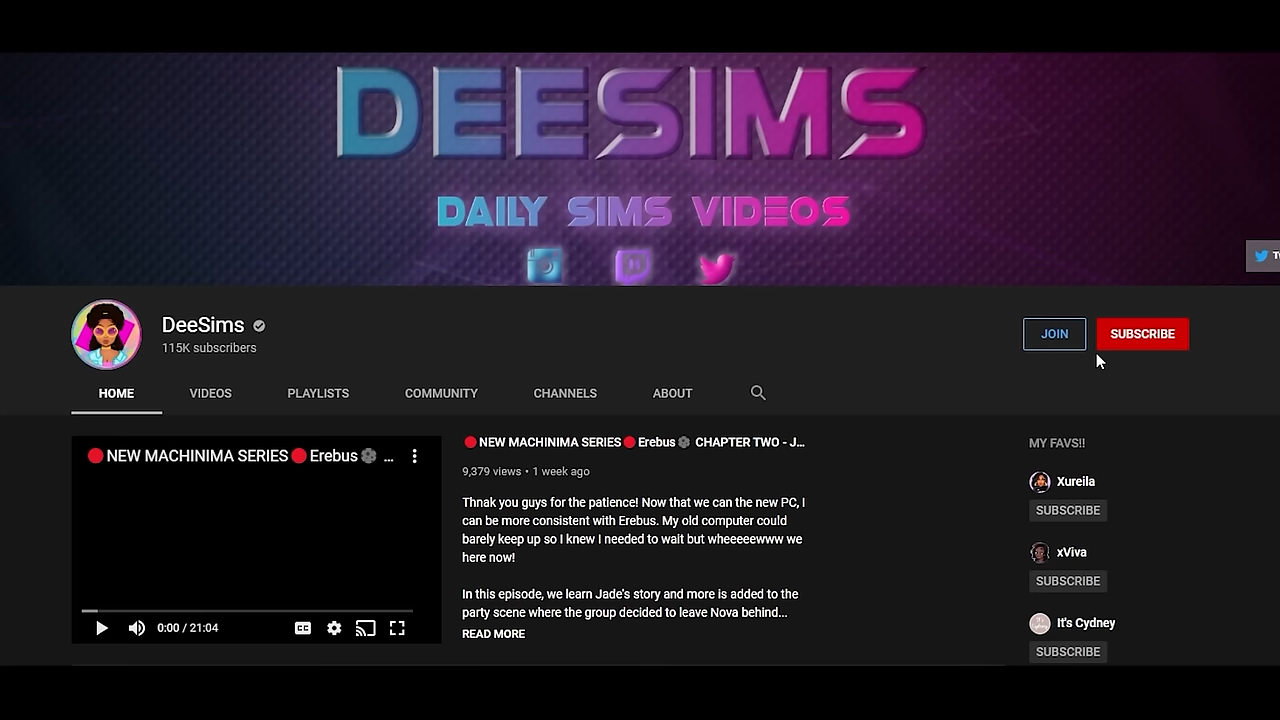 DEESIMS
DAILY SIMS VIDEOS
DeeSims
115K subscribers
JOIN
SUBSCRIBE
HOME
VIDEOS
PLAYLISTS
COMMUNITY
CHANNELS
ABOUT
NEW MACHINIMA SERIES Erebus ...
0:00 / 21:04
CC
NEW MACHINIMA SERIES Erebus CHAPTER TWO - J...
9,379 views • 1 week ago
Thnak you guys for the patience! Now that we can the new PC, I
can be more consistent with Erebus. My old computer could
barely keep up so I knew I needed to wait but wheeeeewww we
here now!
In this episode, we learn Jade's story and more is added to the
party scene where the group decided to leave Nova behind...
READ MORE
MY FAVS!!
Xureila
SUBSCRIBE
xViva
SUBSCRIBE
It's Cydney
SUBSCRIBE